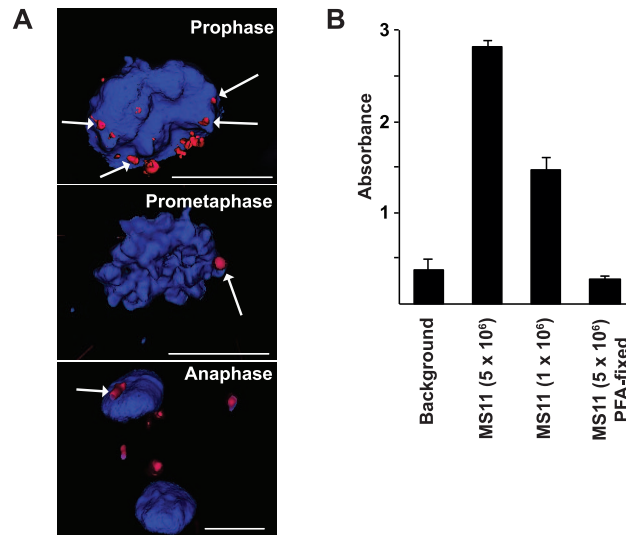 A
Prophase
Prometaphase
Anaphase
B
Absorbance
3
2
1
Background
MS11 (5 x 10⁶)
MS11 (1 x 10⁶)
MS11 (5 x 10⁶)
PFA-fixed